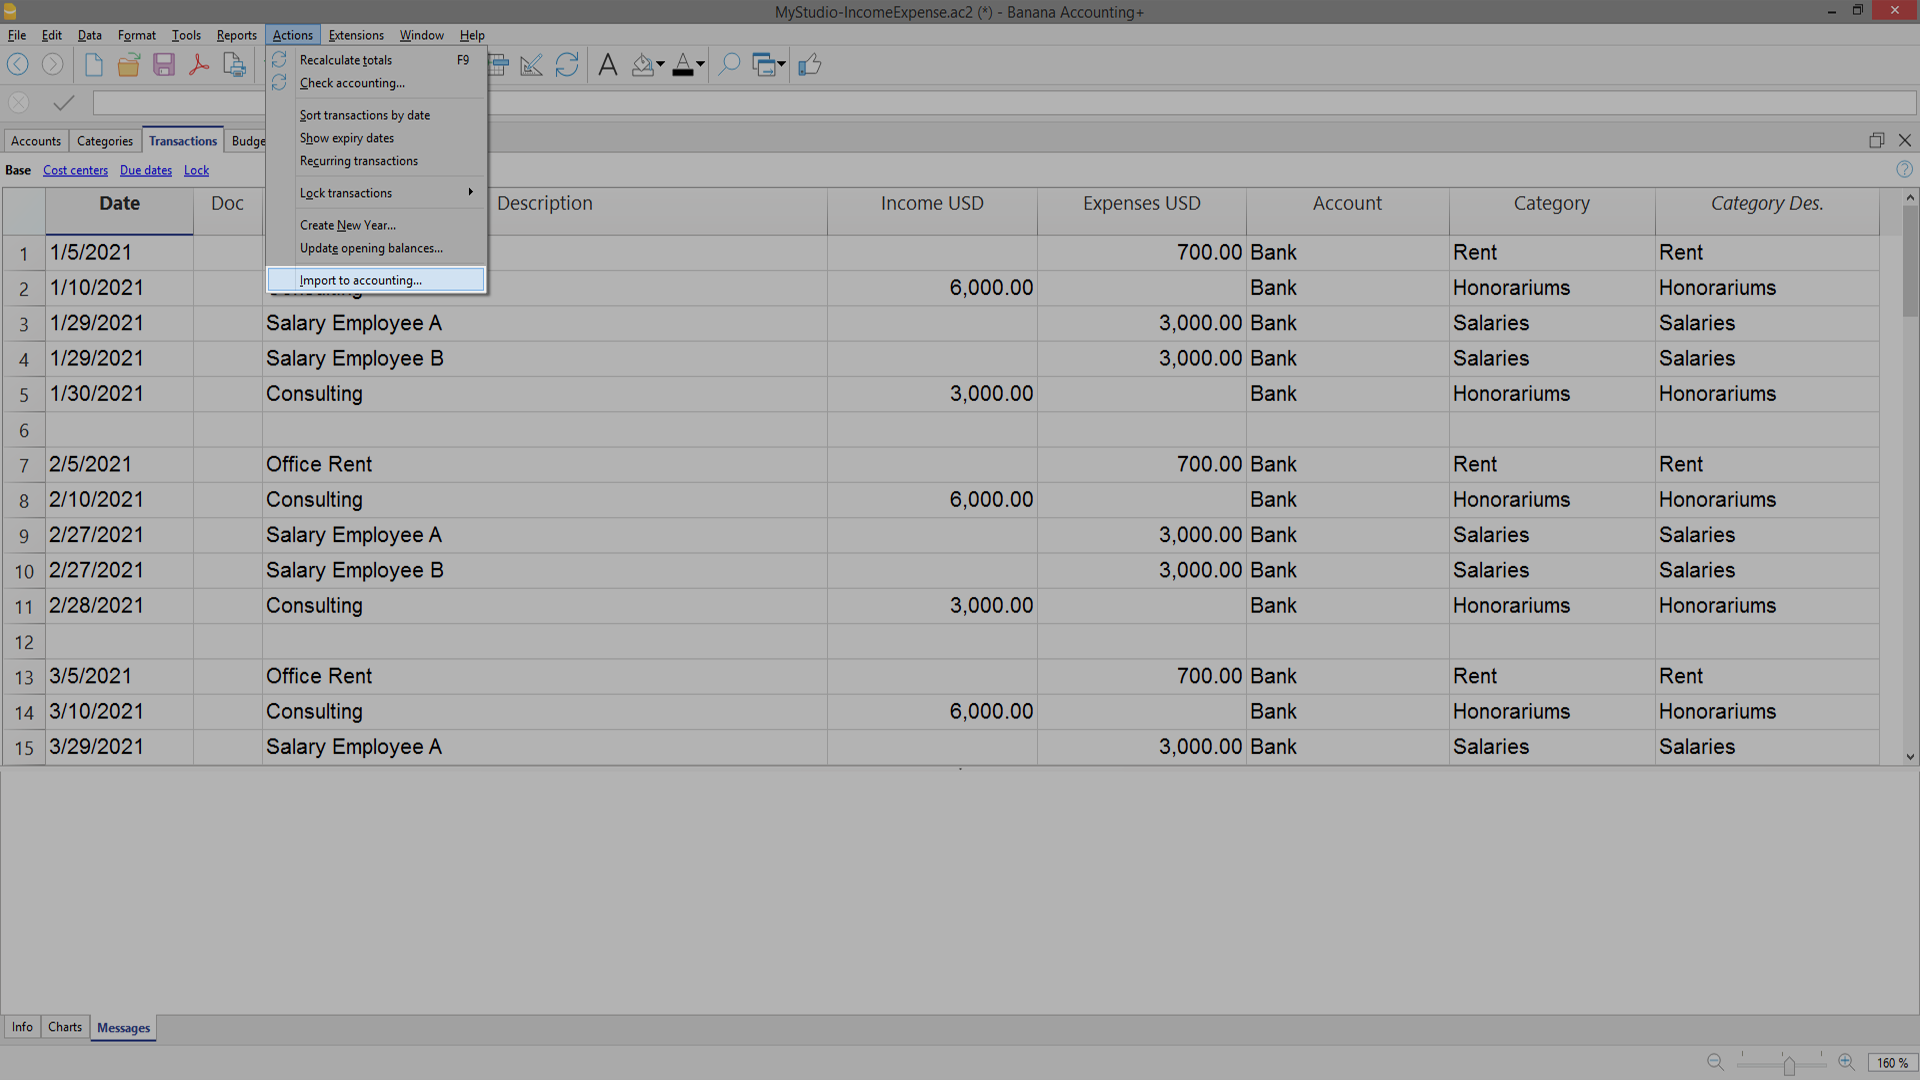 MyStudio-IncomeExpense.ac2 (*) - Banana Accounting+
File Edit Data Format Tools Reports Actions Extensions Window Help
Recalculate totals F9
Check accounting...
Sort transactions by date
Show expiry dates
Recurring transactions
Lock transactions
Create New Year...
Update opening balances...
Import to accounting...
Accounts Categories Transactions Budge
Base Cost centers Due dates Lock
Date Doc Description Income USD Expenses USD Account Category Category Des.
1 1/5/2021 700.00 Bank Rent Rent
2 1/10/2021 Consulting 6,000.00 Bank Honorariums Honorariums
3 1/29/2021 Salary Employee A 3,000.00 Bank Salaries Salaries
4 1/29/2021 Salary Employee B 3,000.00 Bank Salaries Salaries
5 1/30/2021 Consulting 3,000.00 Bank Honorariums Honorariums
6
7 2/5/2021 Office Rent 700.00 Bank Rent Rent
8 2/10/2021 Consulting 6,000.00 Bank Honorariums Honorariums
9 2/27/2021 Salary Employee A 3,000.00 Bank Salaries Salaries
10 2/27/2021 Salary Employee B 3,000.00 Bank Salaries Salaries
11 2/28/2021 Consulting 3,000.00 Bank Honorariums Honorariums
12
13 3/5/2021 Office Rent 700.00 Bank Rent Rent
14 3/10/2021 Consulting 6,000.00 Bank Honorariums Honorariums
15 3/29/2021 Salary Employee A 3,000.00 Bank Salaries Salaries
Info Charts Messages
160 %